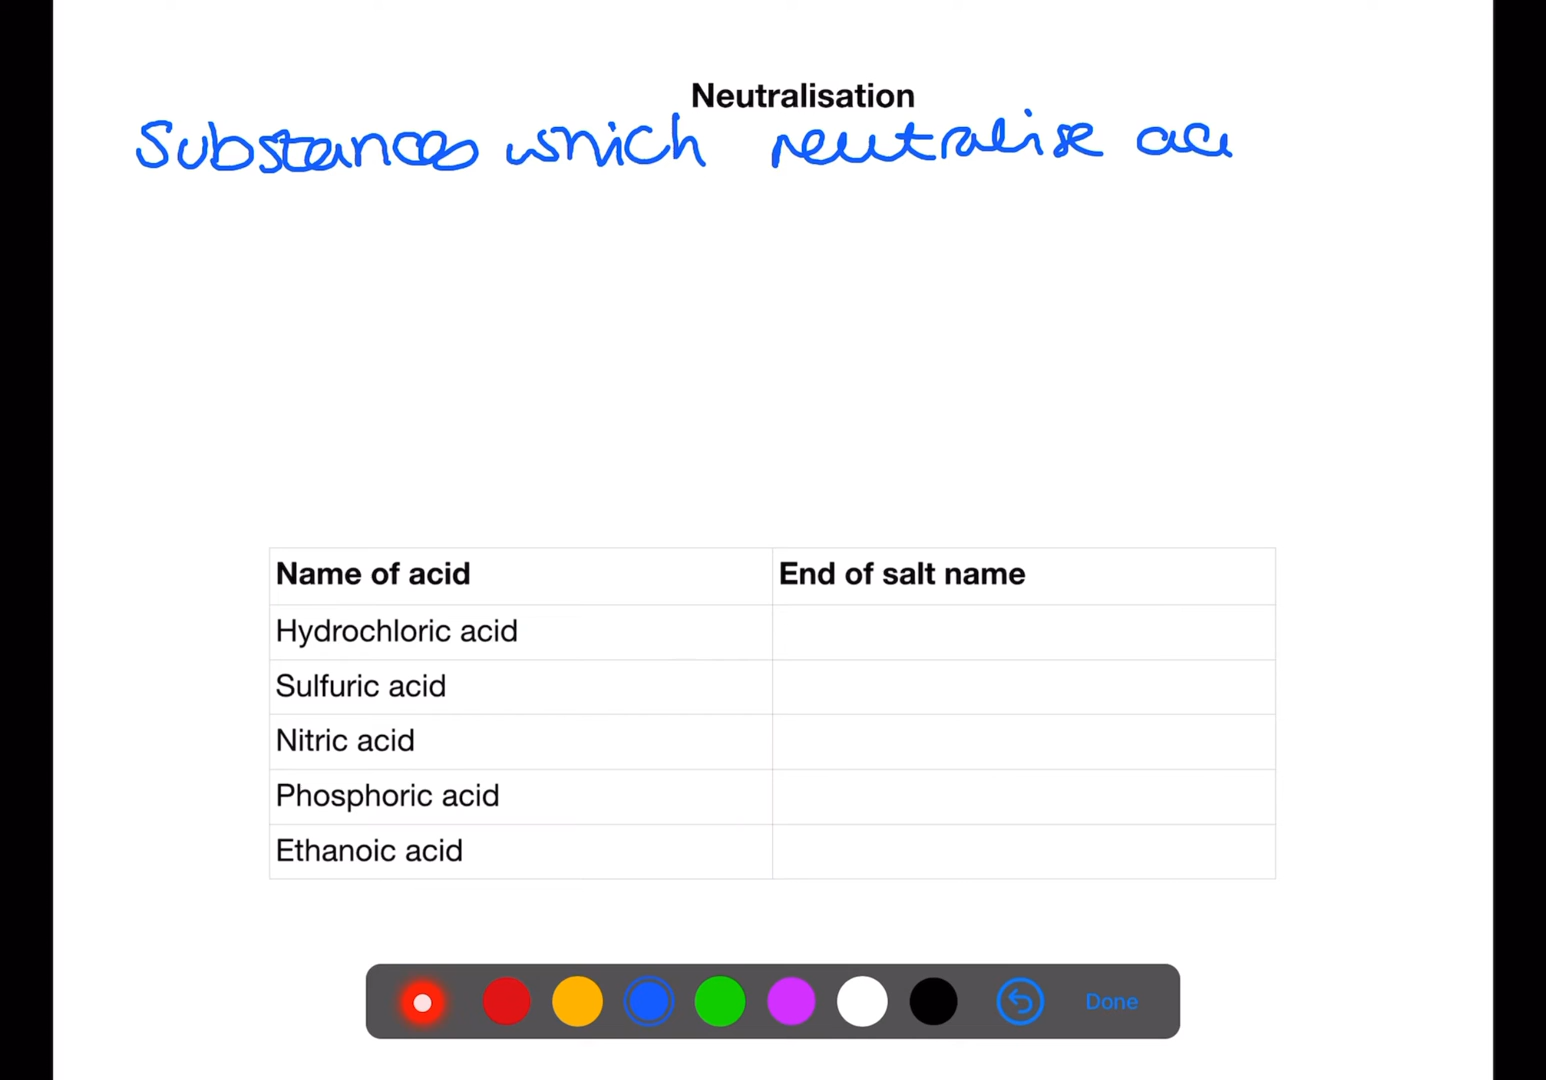 Neutralisation
Substances which neutralise aci
Name of acid
End of salt name
Hydrochloric acid
Sulfuric acid
Nitric acid
Phosphoric acid
Ethanoic acid
Done